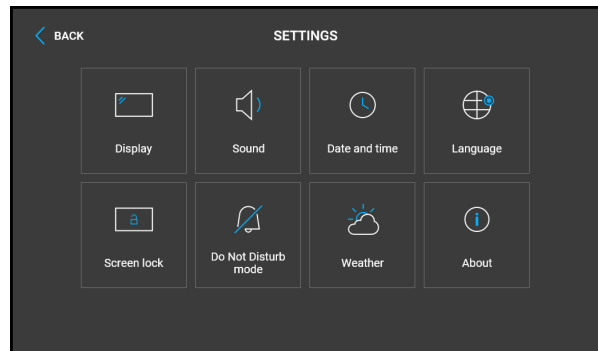 BACK
SETTINGS
Display
Sound
Date and time
Language
Screen lock
Do Not Disturb
mode
Weather
About